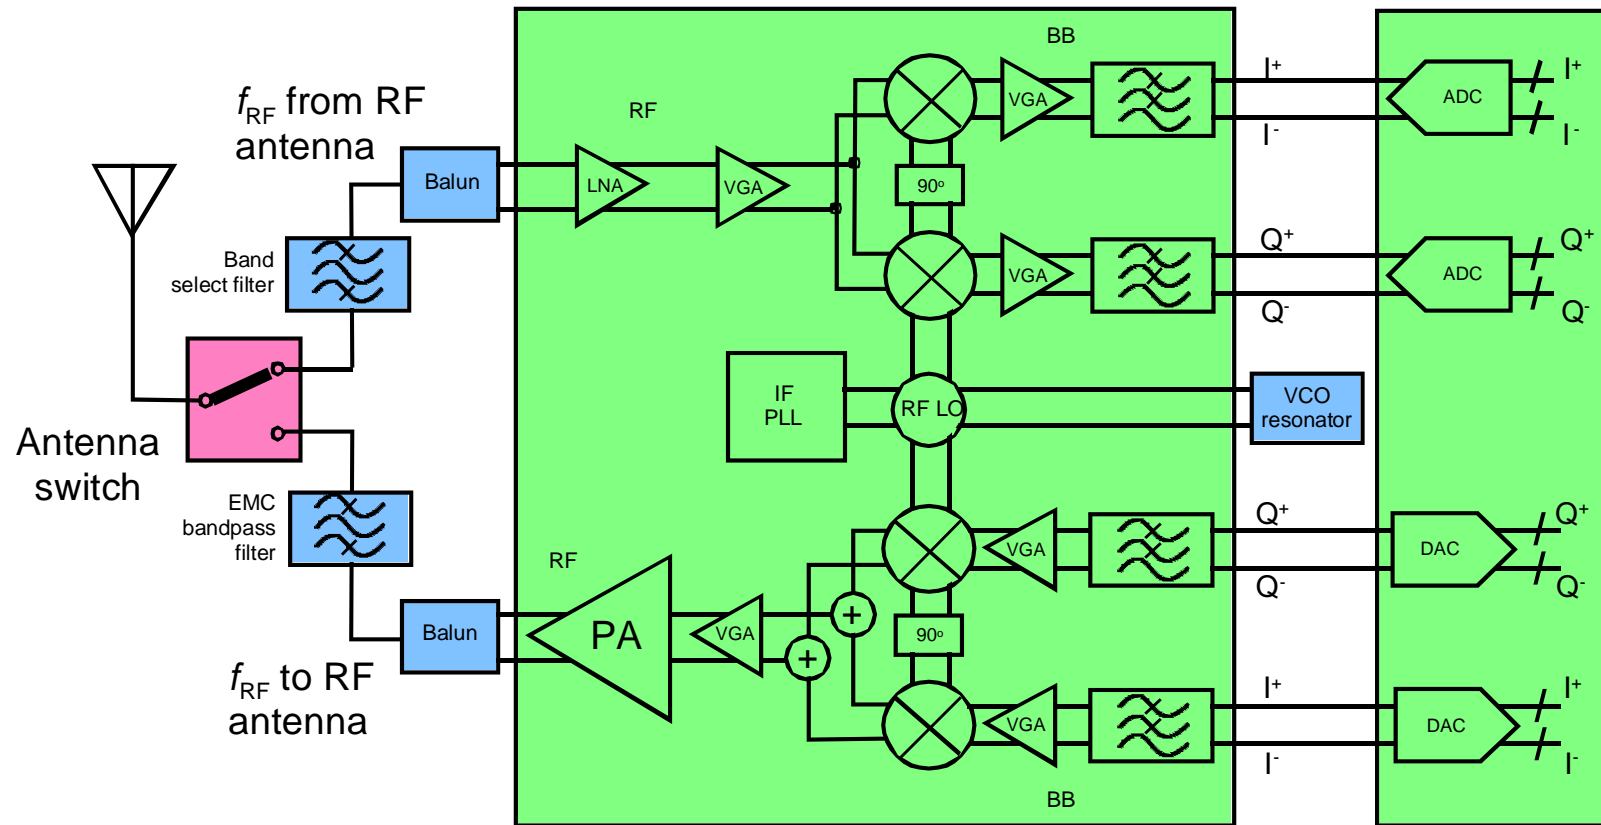 BB
I+
I+
fRF from RF
antenna
RF
VGA
ADC
I-
I-
Balun
LNA
VGA
90o
Q+
Q+
Band
select filter
VGA
ADC
Q-
Q-
IF
PLL
RF LO
VCO
resonator
Antenna
switch
EMC
bandpass
filter
Q+
Q+
RF
VGA
DAC
Q-
Q-
Balun
PA
VGA
+
+
90o
fRF to RF
antenna
I+
I+
VGA
DAC
I-
I-
BB